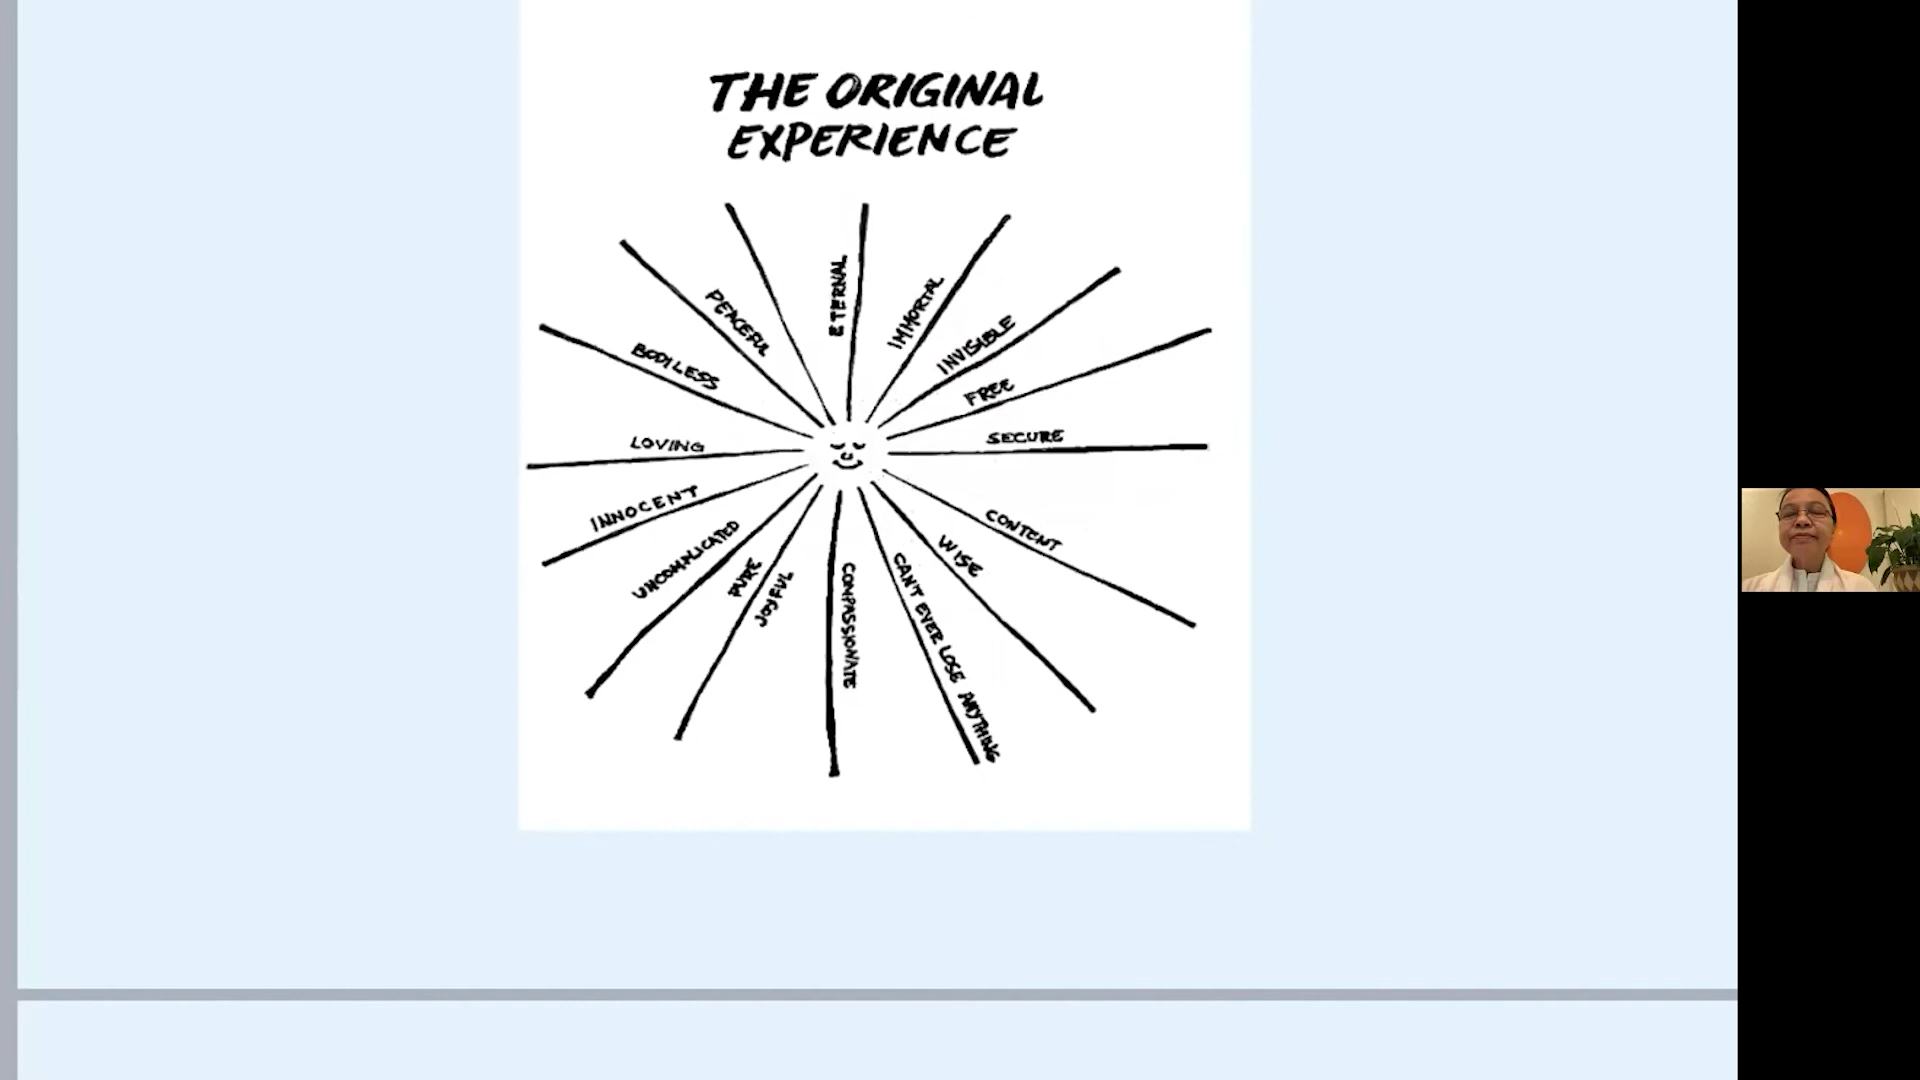 THE ORIGINAL
EXPERIENCE
ETERNAL
IMMORTAL
INVISIBLE
FREE
SECURE
CONTENT
WISE
CAN'T EVER LOSE ANYTHING
COMPASSIONATE
JOYFUL
PURE
UNCOMPLICATED
INNOCENT
LOVING
BODILESS
PEACEFUL